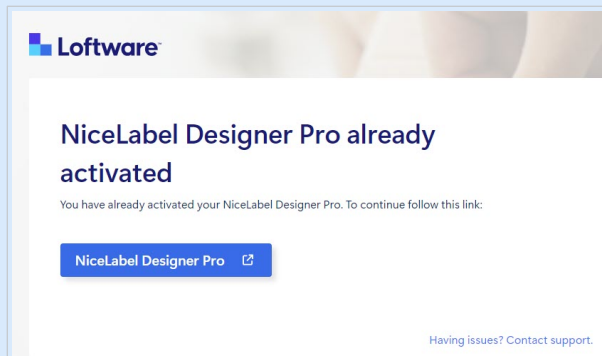 Loftware™
NiceLabel Designer Pro already
activated
You have already activated your NiceLabel Designer Pro. To continue follow this link:
NiceLabel Designer Pro
Having issues? Contact support.